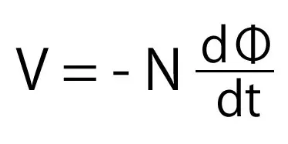 V = - N dΦ/dt